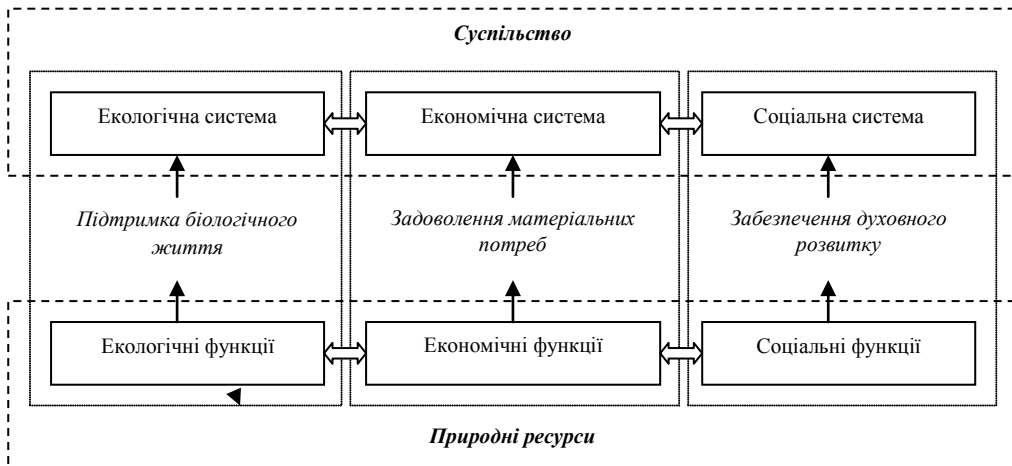 Суспільство
Екологічна система
Економічна система
Соціальна система
Підтримка біологічного
життя
Задоволення матеріальних
потреб
Забезпечення духовного
розвитку
Екологічні функції
Економічні функції
Соціальні функції
Природні ресурси